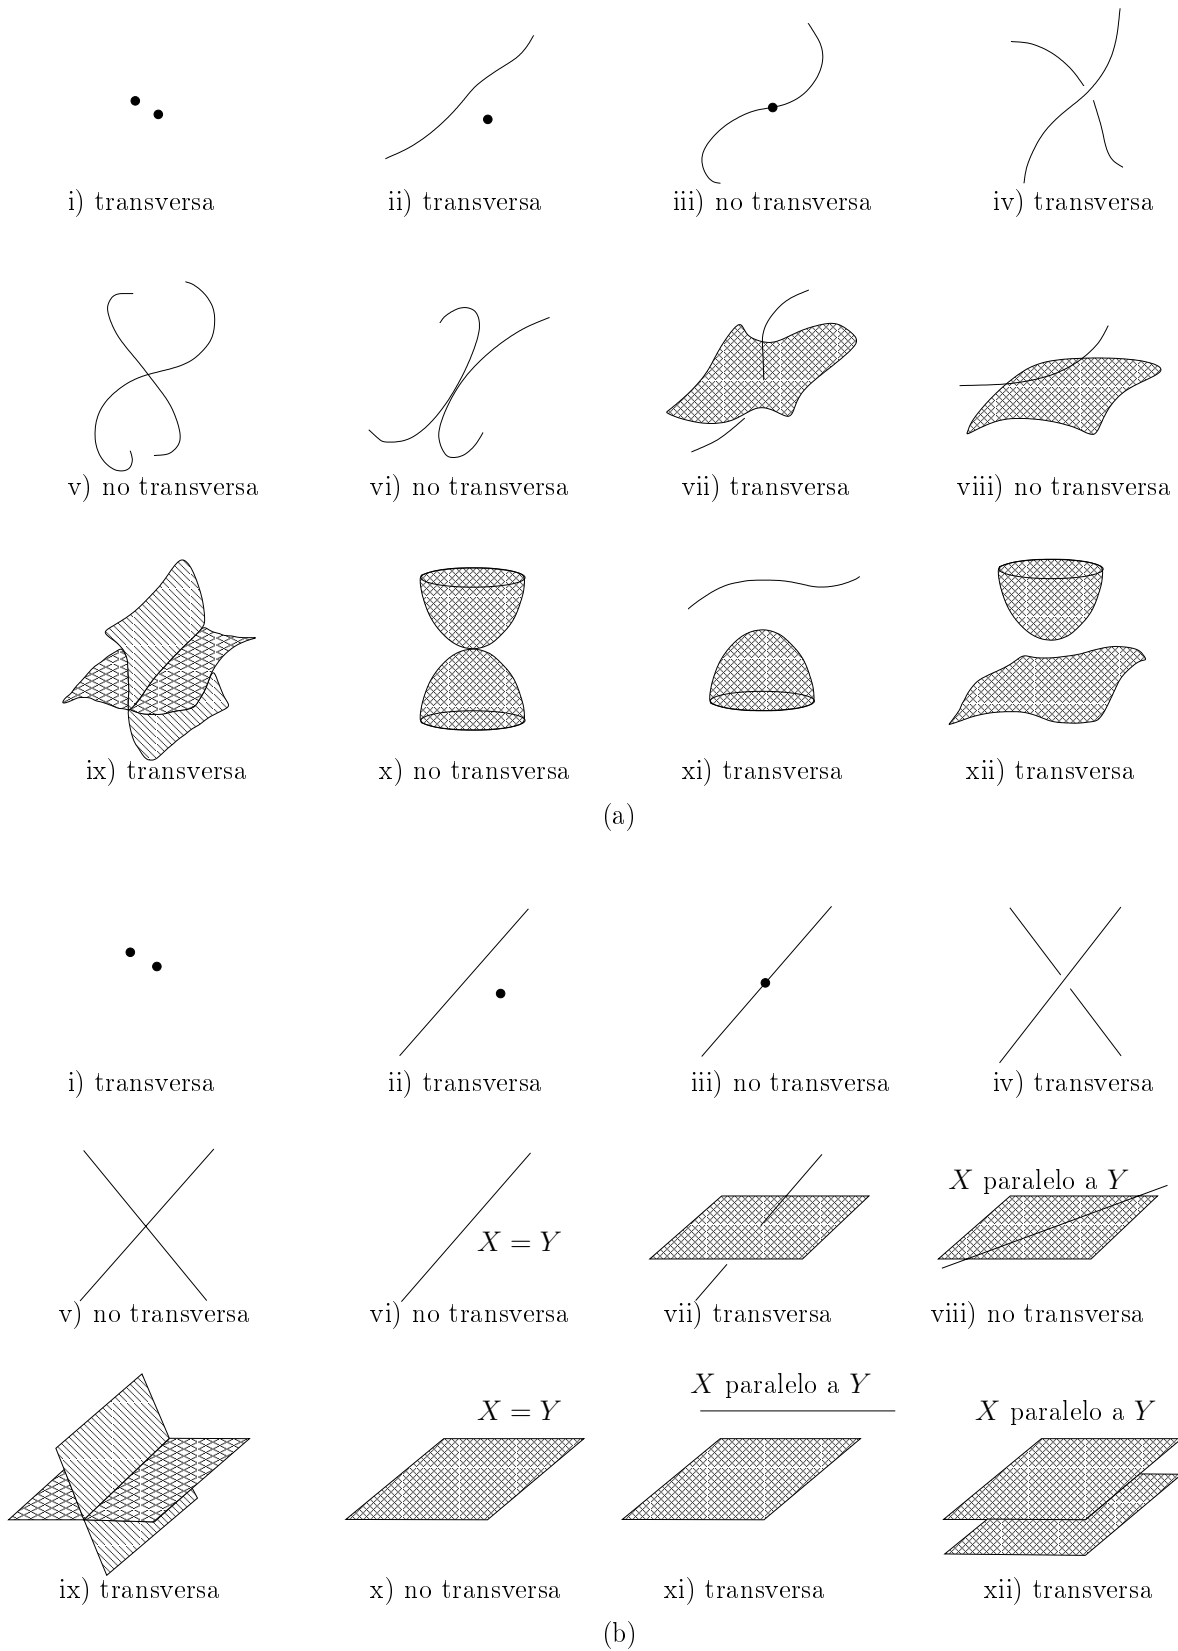 i) transversa
ii) transversa
iii) no transversa
iv) transversa
v) no transversa
vi) no transversa
vii) transversa
viii) no transversa
ix) transversa
x) no transversa
xi) transversa
xii) transversa
(a)
i) transversa
ii) transversa
iii) no transversa
iv) transversa
v) no transversa
X = Y
vi) no transversa
vii) transversa
X paralelo a Y
viii) no transversa
ix) transversa
X = Y
x) no transversa
X paralelo a Y
xi) transversa
X paralelo a Y
xii) transversa
(b)